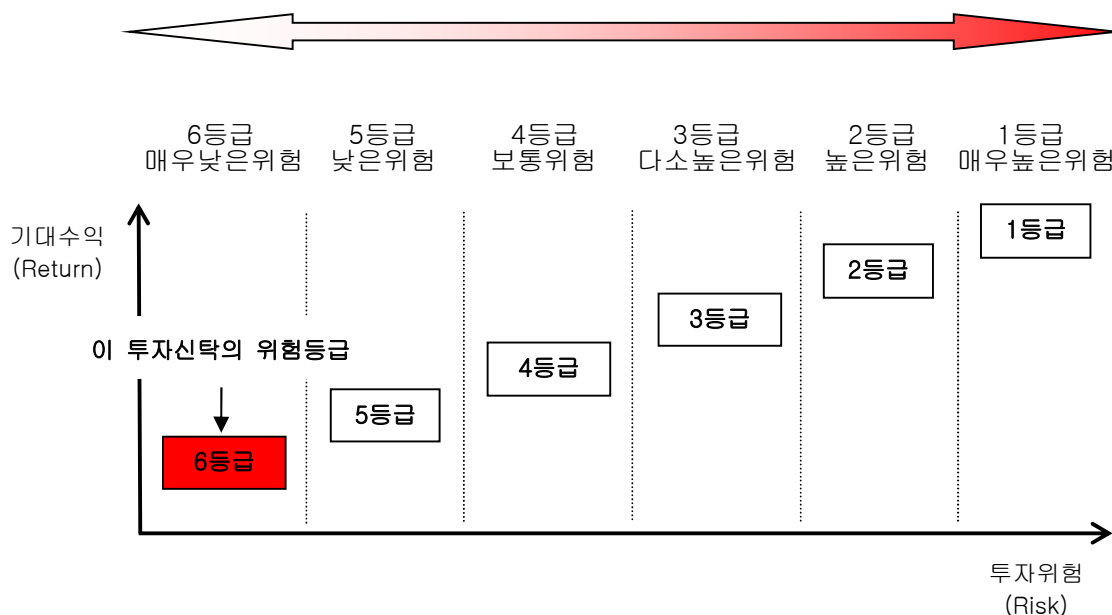 6등급 5등급 4등급 3등급 2등급 1등급
매우낮은위험 낮은위험 보통위험 다소높은위험 높은위험 매우높은위험
기대수익
(Return)
1등급
2등급
3등급
이 투자신탁의 위험등급
4등급
5등급
6등급
투자위험
(Risk)